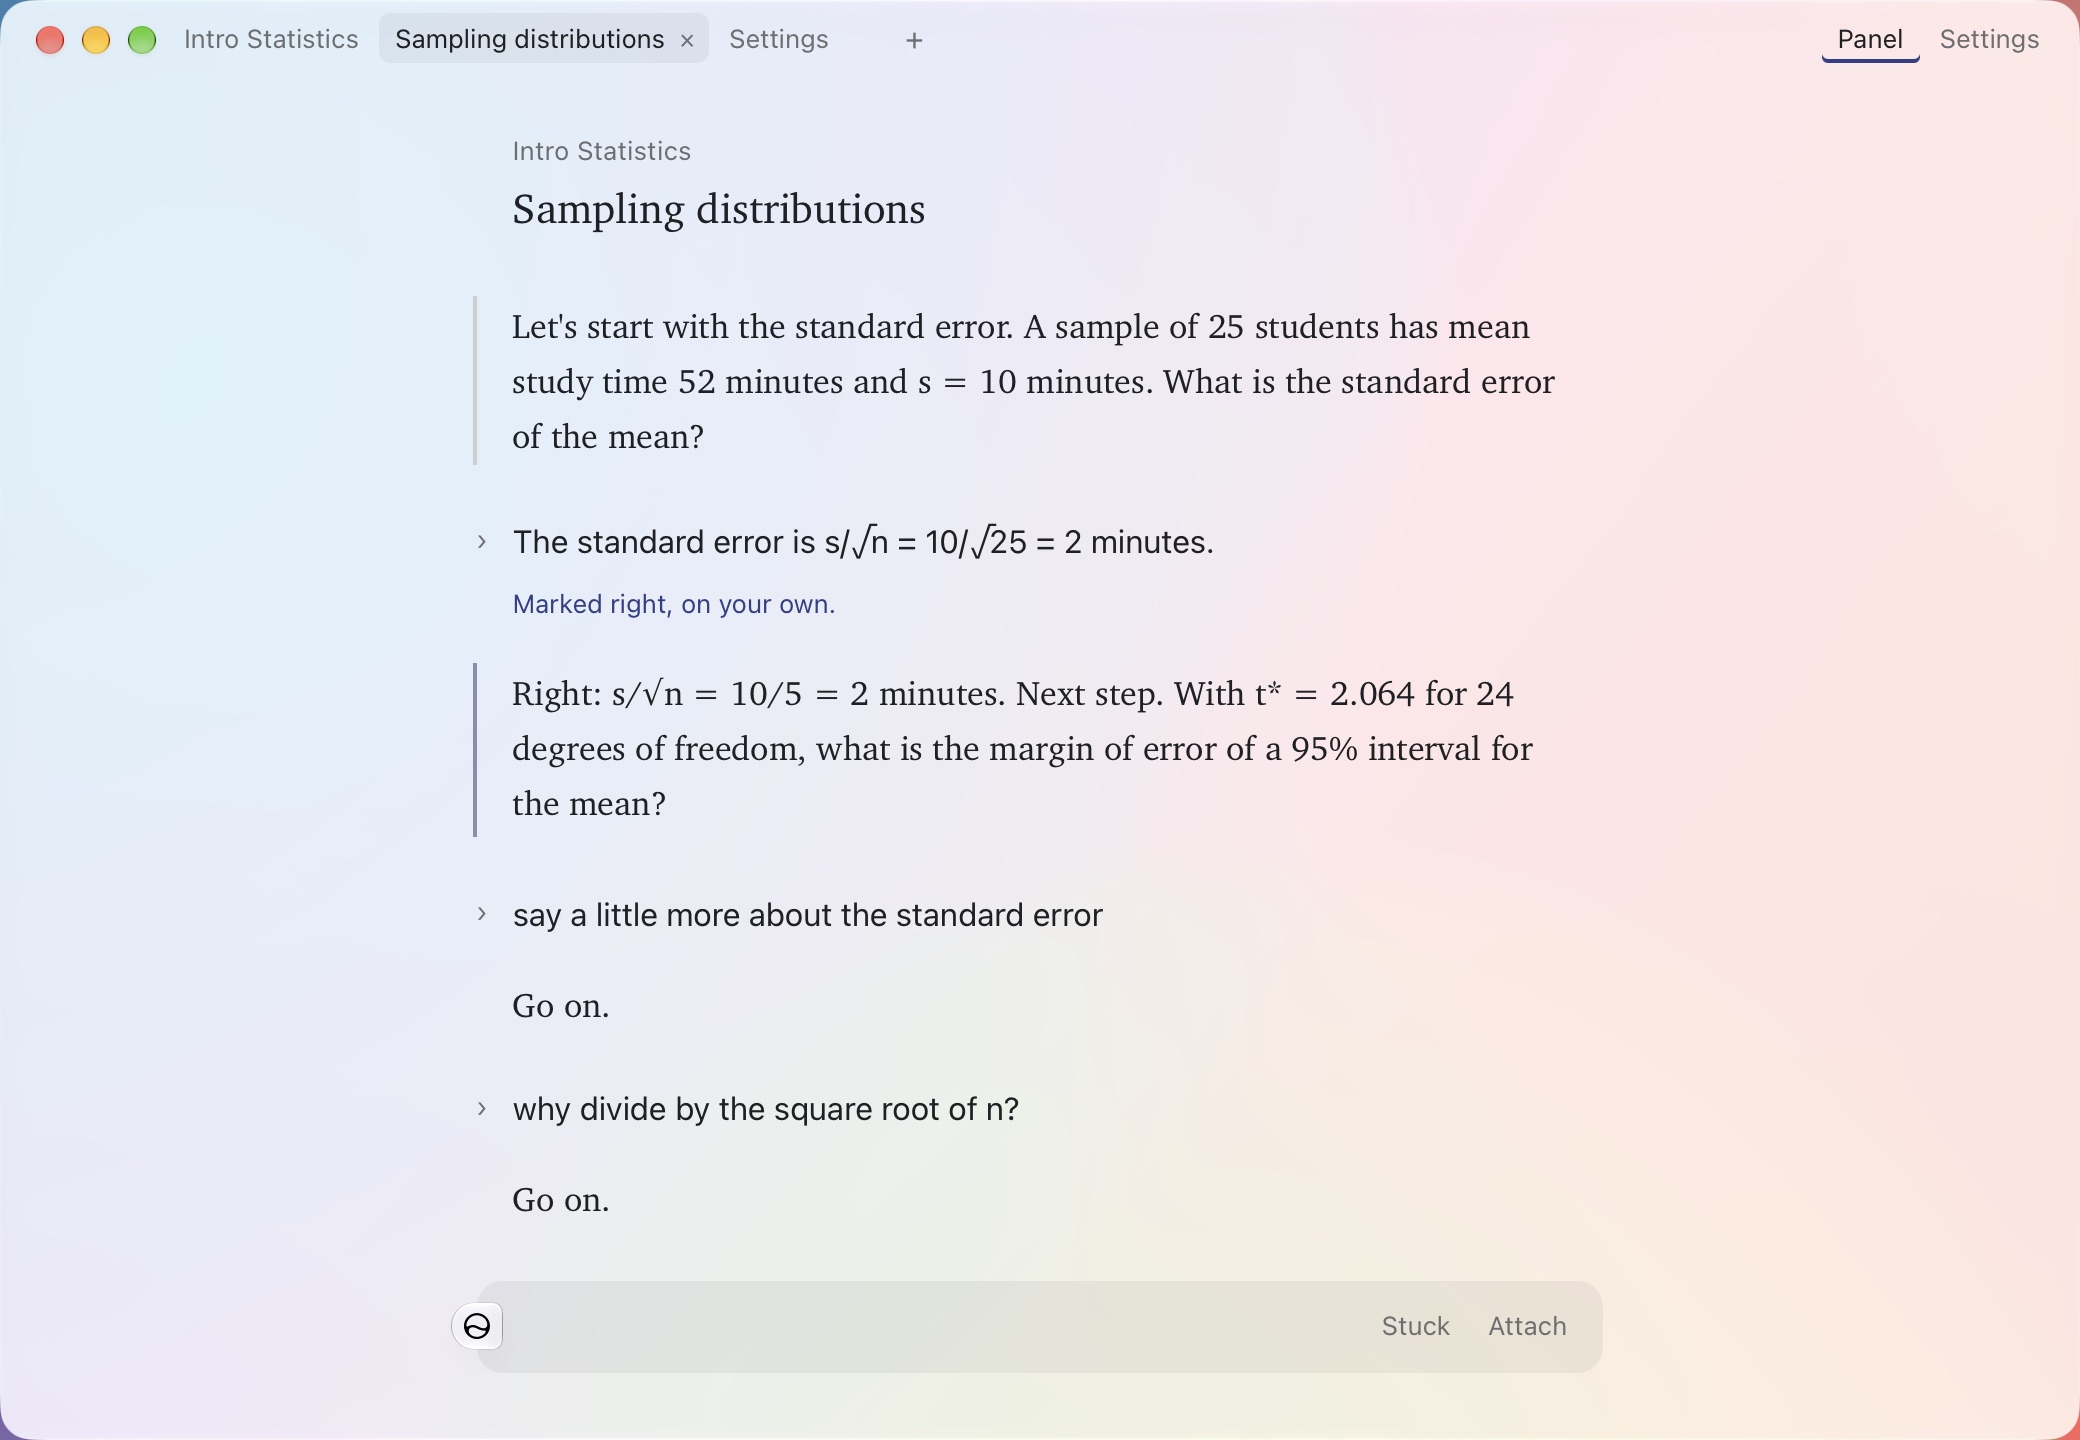 Intro Statistics
Sampling distributions ×
Settings
+
Panel
Settings
Intro Statistics
Sampling distributions
Let's start with the standard error. A sample of 25 students has mean
study time 52 minutes and s = 10 minutes. What is the standard error
of the mean?
› The standard error is s/√n = 10/√25 = 2 minutes.
Marked right, on your own.
Right: s/√n = 10/5 = 2 minutes. Next step. With t* = 2.064 for 24
degrees of freedom, what is the margin of error of a 95% interval for
the mean?
› say a little more about the standard error
Go on.
› why divide by the square root of n?
Go on.
Stuck
Attach